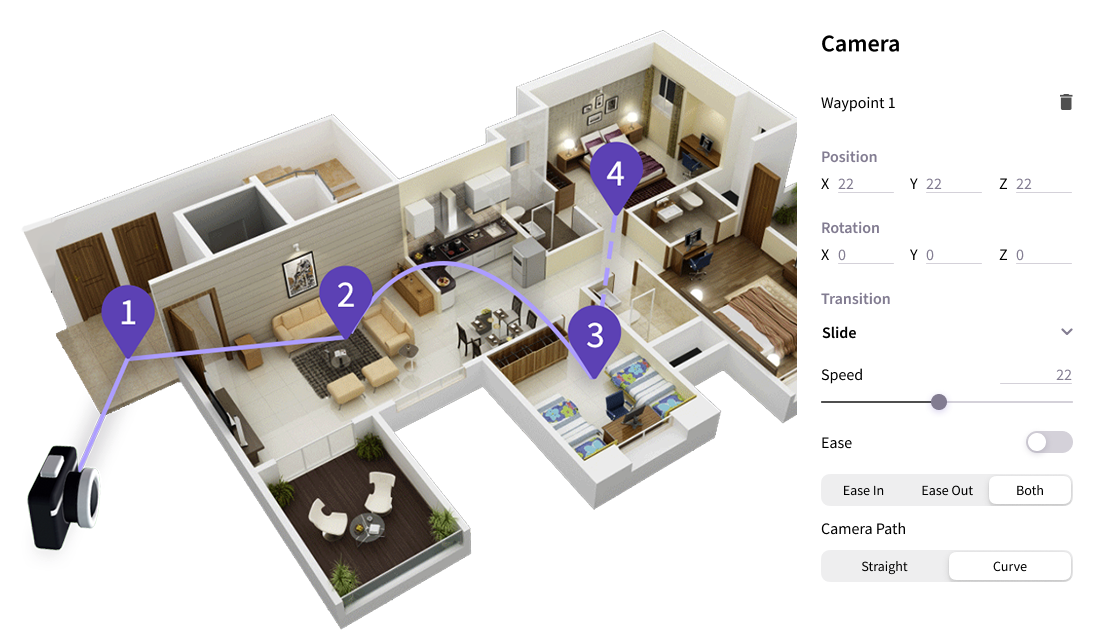 Camera
Waypoint 1
Position
X 22 Y 22 Z 22
Rotation
X 0 Y 0 Z 0
Transition
Slide
Speed 22
Ease
Ease In Ease Out Both
Camera Path
Straight Curve
4
2
1
3